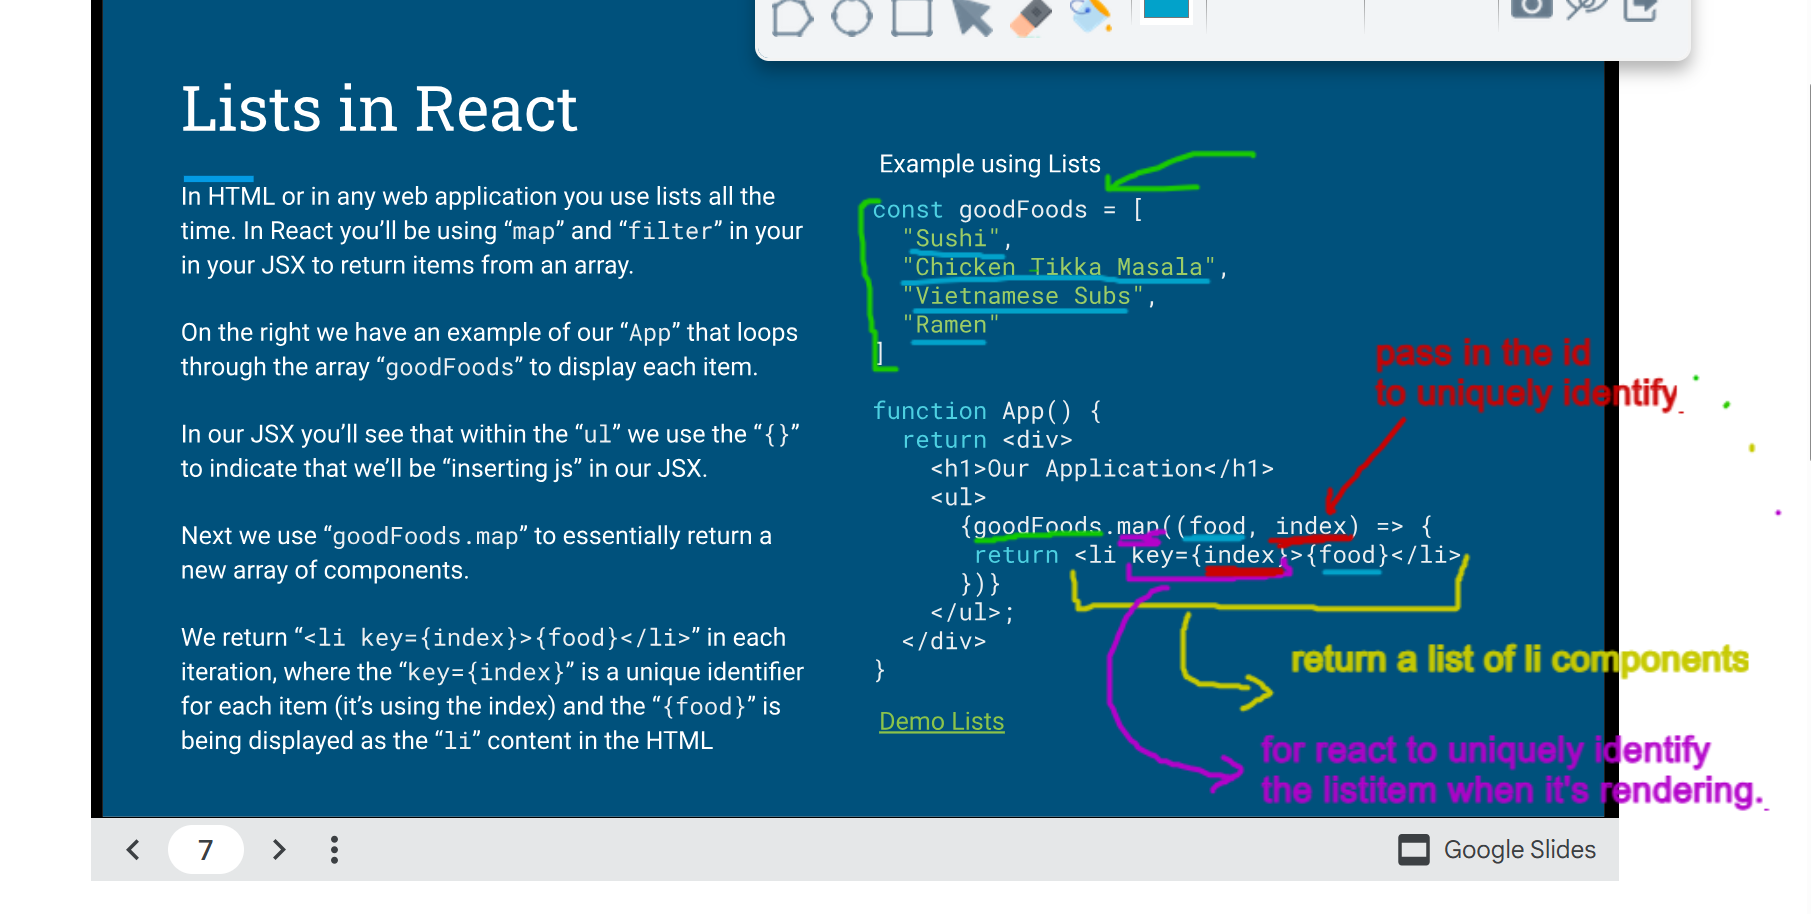 Lists in React
In HTML or in any web application you use lists all the
time. In React you’ll be using “map” and “filter” in your
in your JSX to return items from an array.
On the right we have an example of our “App” that loops
through the array “goodFoods” to display each item.
In our JSX you’ll see that within the “ul” we use the “{}”
to indicate that we’ll be “inserting js” in our JSX.
Next we use “goodFoods.map” to essentially return a
new array of components.
We return “<li key={index}>{food}</li>” in each
iteration, where the “key={index}” is a unique identifier
for each item (it’s using the index) and the “{food}” is
being displayed as the “li” content in the HTML
Example using Lists
const goodFoods = [
"Sushi",
"Chicken Tikka Masala",
"Vietnamese Subs",
"Ramen"
]
function App() {
return <div>
<h1>Our Application</h1>
<ul>
{goodFoods.map((food, index) => {
return <li key={index}>{food}</li>
})}
</ul>;
</div>
}
Demo Lists
pass in the id
to uniquely identify
return a list of li components
for react to uniquely identify
the listitem when it's rendering.
7
Google Slides